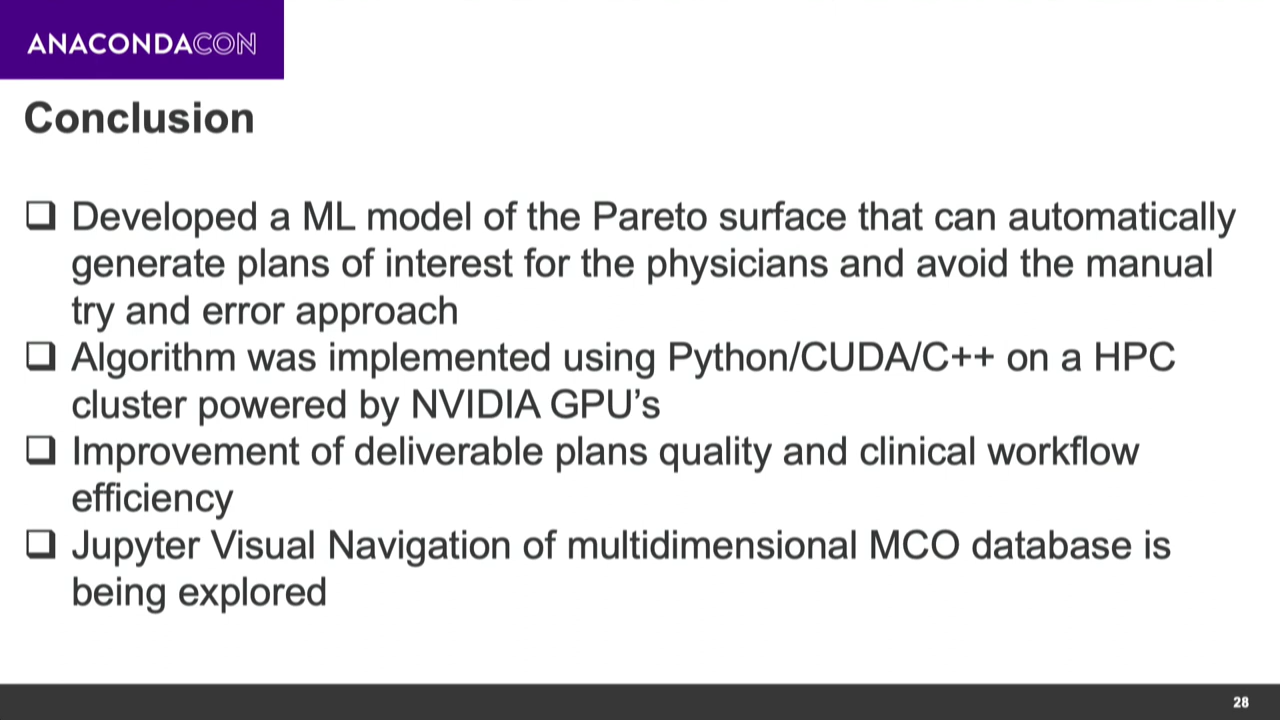 ANACONDACON
Conclusion
❑ Developed a ML model of the Pareto surface that can automatically
generate plans of interest for the physicians and avoid the manual
try and error approach
❑ Algorithm was implemented using Python/CUDA/C++ on a HPC
cluster powered by NVIDIA GPU’s
❑ Improvement of deliverable plans quality and clinical workflow
efficiency
❑ Jupyter Visual Navigation of multidimensional MCO database is
being explored
28